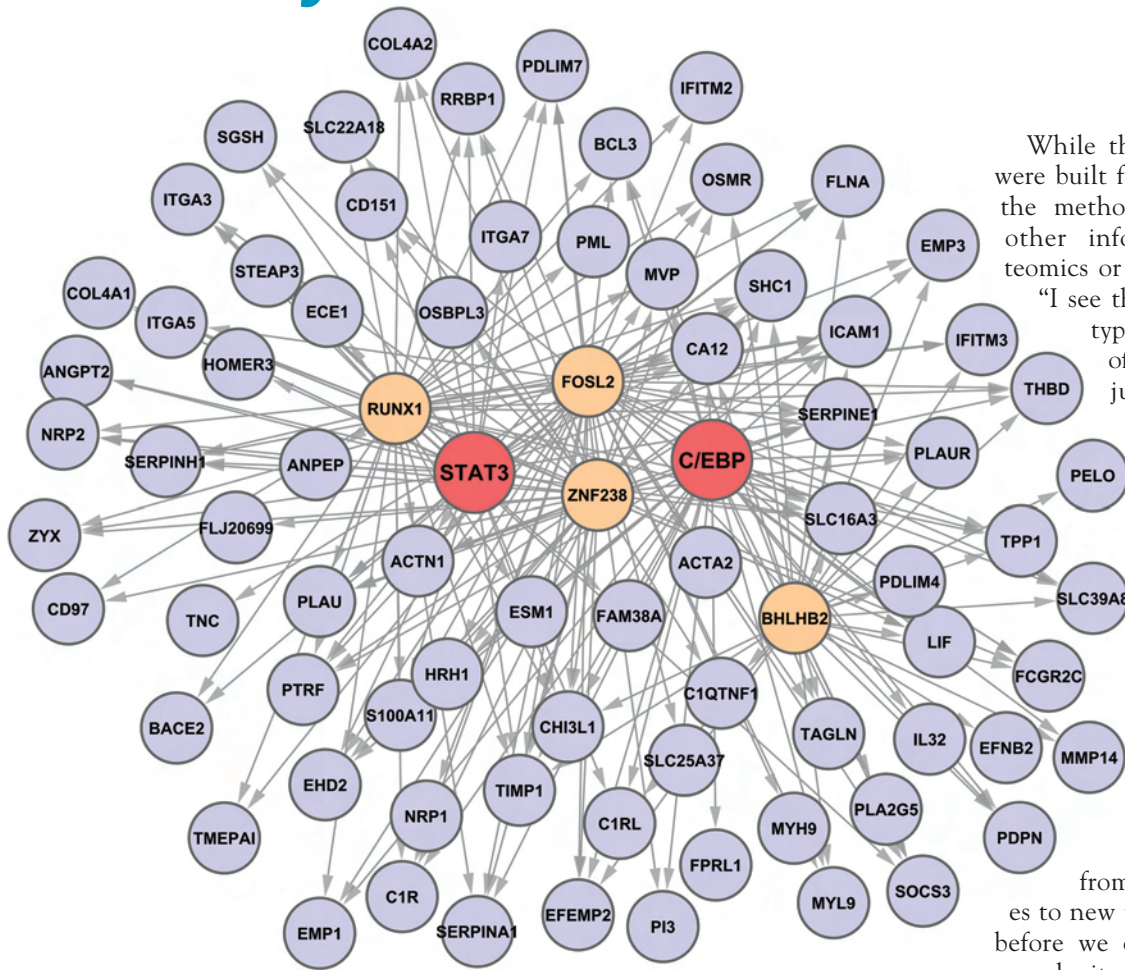 COL4A2
PDLIM7
IFITM2
RRBP1
SLC22A18
SGSH
BCL3
OSMR
FLNA
ITGA3
CD151
ITGA7
PML
EMP3
STEAP3
MVP
SHC1
COL4A1
ITGA5
ECE1
OSBPL3
ICAM1
IFITM3
CA12
ANGPT2
HOMER3
FOSL2
THBD
RUNX1
SERPINE1
NRP2
SERPINH1
ANPEP
STAT3
C/EBP
PLAUR
PELO
ZNF238
SLC16A3
ZYX
FLJ20699
TPP1
ACTN1
ACTA2
PDLIM4
SLC39A8
CD97
TNC
PLAU
ESM1
FAM38A
BHLHB2
LIF
HRH1
FCGR2C
PTRF
C1QTNF1
S100A11
BACE2
CHI3L1
TAGLN
IL32
EFNB2
MMP14
SLC25A37
EHD2
TIMP1
NRP1
PLA2G5
TMEPAI
C1RL
MYH9
PDPN
FPRL1
C1R
SOCS3
EMP1
SERPINA1
EFEMP2
PI3
MYL9
While th
were built f
the metho
other info
teomics or
“I see th
typ
of
ju
from
es to new
before we